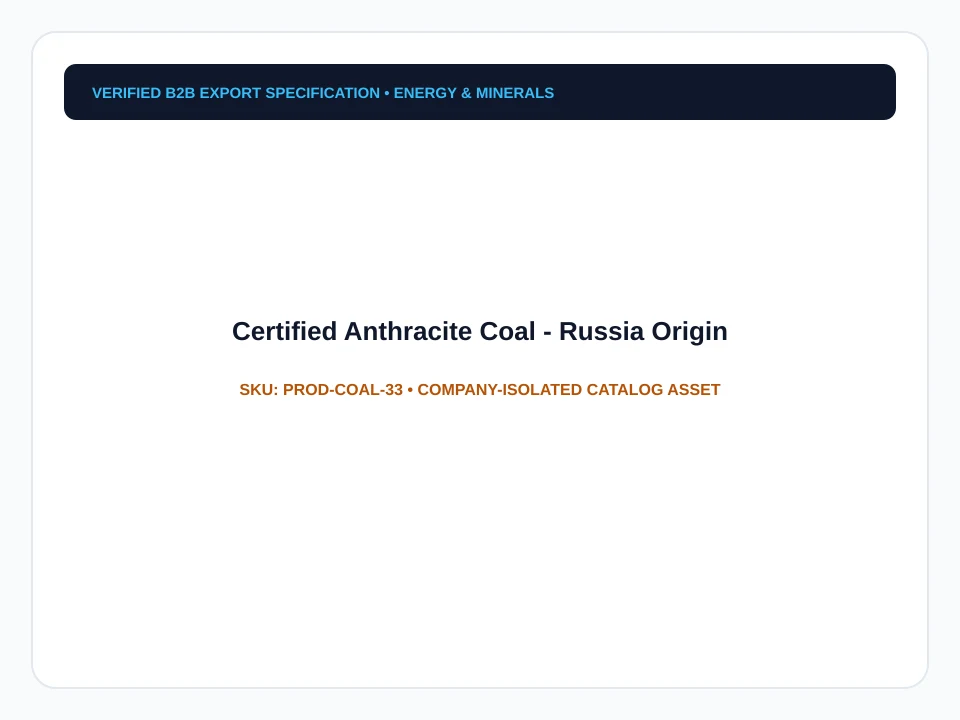 VERIFIED B2B EXPORT SPECIFICATION • ENERGY & MINERALS
Certified Anthracite Coal - Russia Origin
SKU: PROD-COAL-33 • COMPANY-ISOLATED CATALOG ASSET